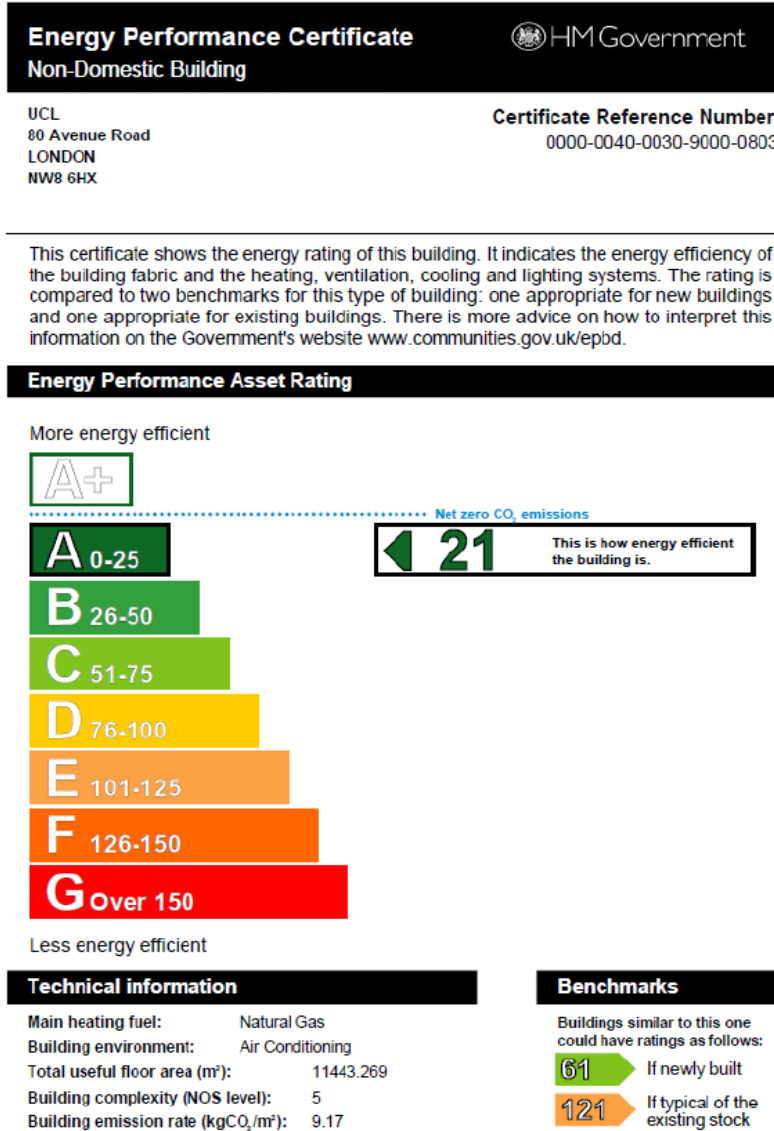 Energy Performance Certificate
HM Government
Non-Domestic Building
UCL
80 Avenue Road
LONDON
NW8 6HX
Certificate Reference Number
0000-0040-0030-9000-0803
This certificate shows the energy rating of this building. It indicates the energy efficiency of
the building fabric and the heating, ventilation, cooling and lighting systems. The rating is
compared to two benchmarks for this type of building: one appropriate for new buildings
and one appropriate for existing buildings. There is more advice on how to interpret this
information on the Government's website www.communities.gov.uk/epbd.
Energy Performance Asset Rating
More energy efficient
A+
Net zero CO₂ emissions
A 0-25
21
This is how energy efficient
the building is.
B 26-50
C 51-75
D 76-100
E 101-125
F 126-150
G Over 150
Less energy efficient
Technical information
Main heating fuel: Natural Gas
Building environment: Air Conditioning
Total useful floor area (m²): 11443.269
Building complexity (NOS level): 5
Building emission rate (kgCO₂/m²): 9.17
Benchmarks
Buildings similar to this one
could have ratings as follows:
61 If newly built
121 If typical of the
existing stock